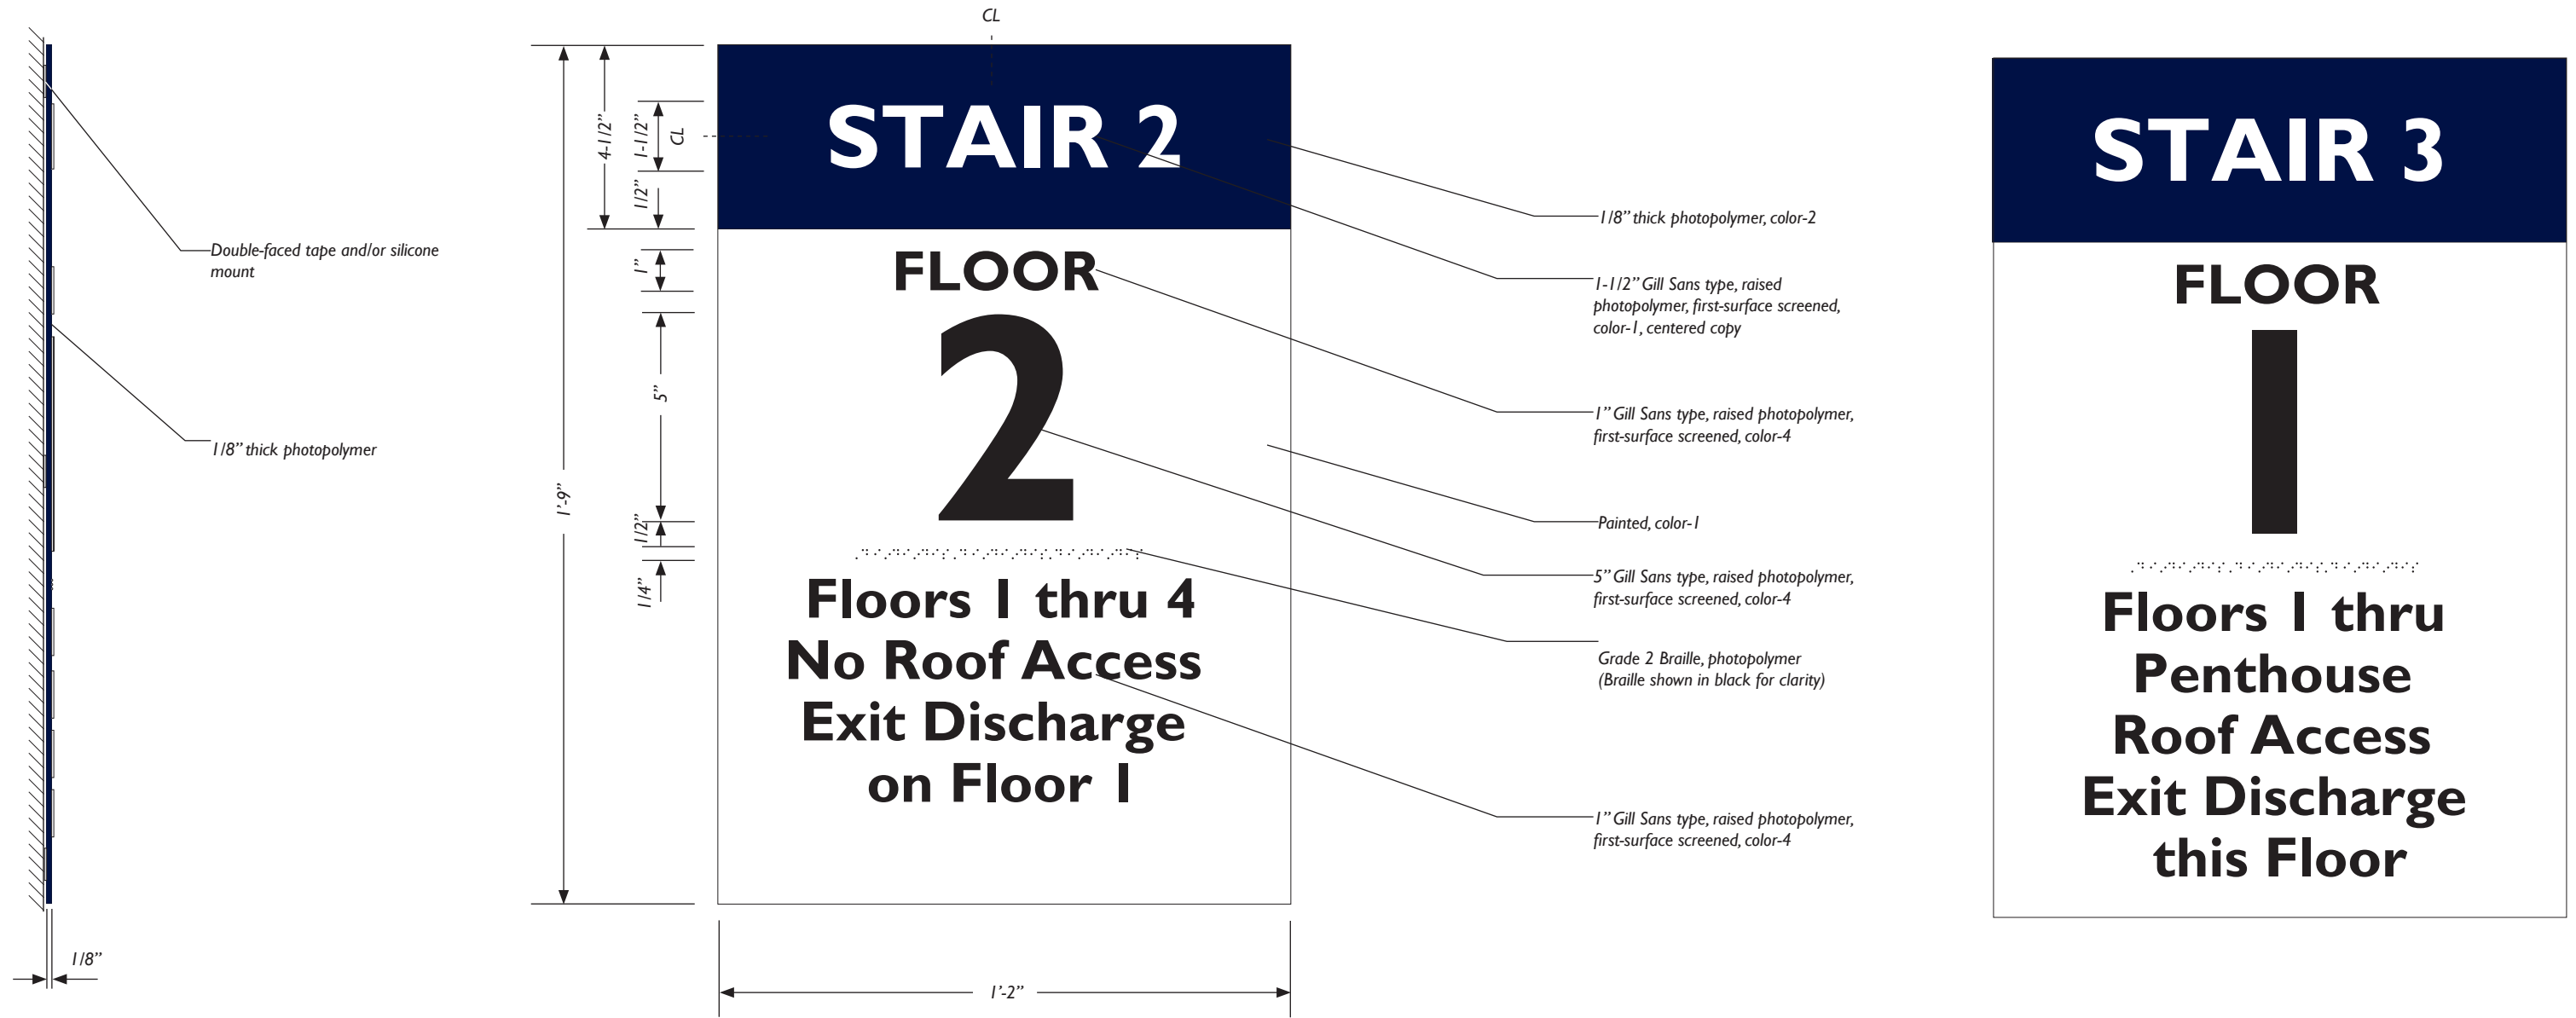 Double-faced tape and/or silicone
mount
1/8” thick photopolymer
1/8”
CL
1’-9”
4-1/2”
1-1/2”
CL
1/2”
1”
5”
1/2”
1/4”
1’-2”
STAIR 2
FLOOR
2
Floors 1 thru 4
No Roof Access
Exit Discharge
on Floor 1
1/8” thick photopolymer, color-2
1-1/2” Gill Sans type, raised
photopolymer, first-surface screened,
color-1, centered copy
1” Gill Sans type, raised photopolymer,
first-surface screened, color-4
Painted, color-1
5” Gill Sans type, raised photopolymer,
first-surface screened, color-4
Grade 2 Braille, photopolymer
(Braille shown in black for clarity)
1” Gill Sans type, raised photopolymer,
first-surface screened, color-4
STAIR 3
FLOOR
1
Floors 1 thru
Penthouse
Roof Access
Exit Discharge
this Floor